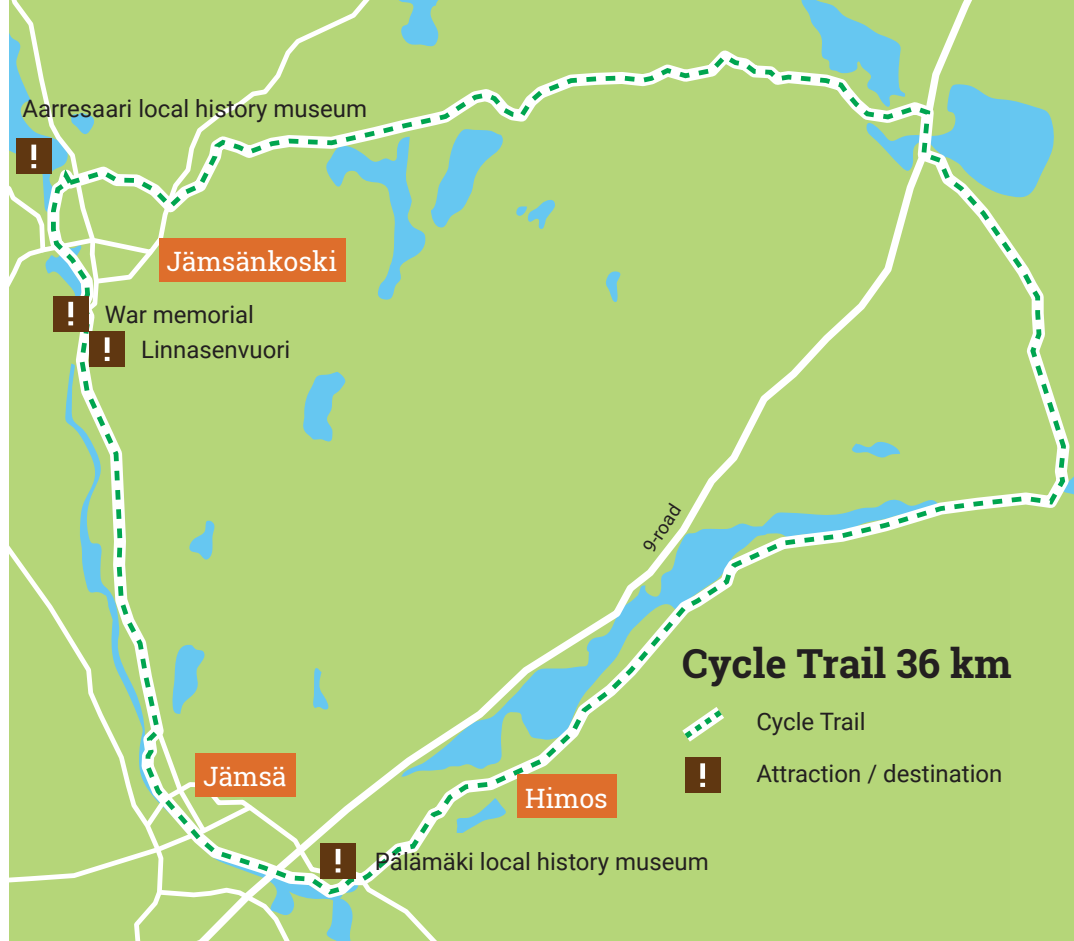 Aarresaari local history museum
!
Jämsänkoski
! War memorial
! Linnasenvuori
9-road
Cycle Trail 36 km
Cycle Trail
! Attraction / destination
Jämsä
Himos
! Pälämäki local history museum